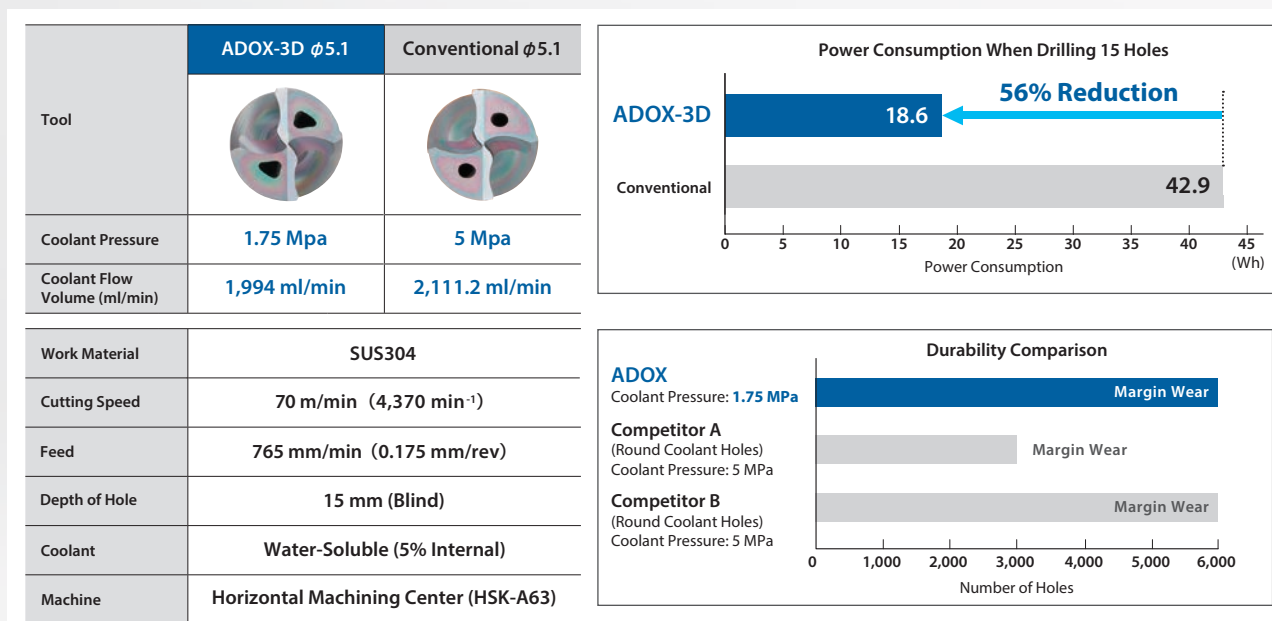 Tool
ADOX-3D φ5.1
Conventional φ5.1
Coolant Pressure
1.75 Mpa
5 Mpa
Coolant Flow
Volume (ml/min)
1,994 ml/min
2,111.2 ml/min
Work Material
SUS304
Cutting Speed
70 m/min（4,370 min⁻¹）
Feed
765 mm/min（0.175 mm/rev）
Depth of Hole
15 mm (Blind)
Coolant
Water-Soluble (5% Internal)
Machine
Horizontal Machining Center (HSK-A63)
Power Consumption When Drilling 15 Holes
56% Reduction
ADOX-3D
18.6
Conventional
42.9
0 5 10 15 20 25 30 35 40 45
(Wh)
Power Consumption
Durability Comparison
ADOX
Coolant Pressure: 1.75 MPa
Margin Wear
Competitor A
(Round Coolant Holes)
Coolant Pressure: 5 MPa
Margin Wear
Competitor B
(Round Coolant Holes)
Coolant Pressure: 5 MPa
Margin Wear
0 1,000 2,000 3,000 4,000 5,000 6,000
Number of Holes